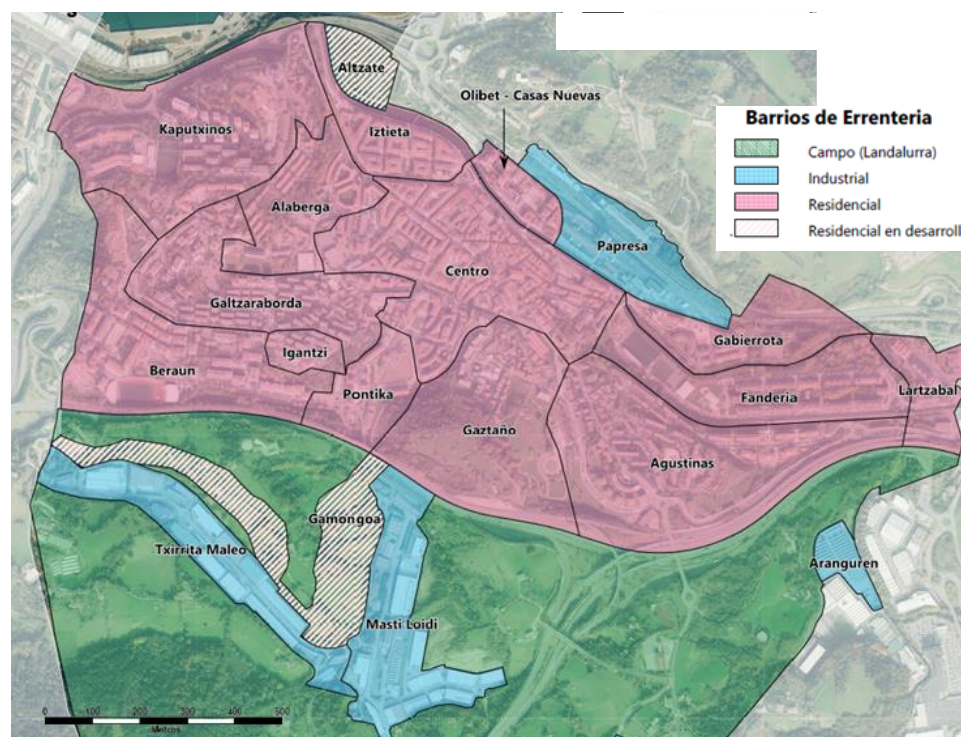 Altzate
Olibet - Casas Nuevas
Kaputxinos
Iztieta
Barrios de Errenteria
Campo (Landalurra)
Industrial
Residencial
Residencial en desarroll
Alaberga
Papresa
Centro
Galtzaraborda
Igantzi
Gabierrota
Beraun
Pontika
Fanderia
Lartzabal
Gaztaño
Agustinas
Gamongoa
Txirrita Maleo
Aranguren
Masti Loidi
0 100 200 300 400 500
Metros